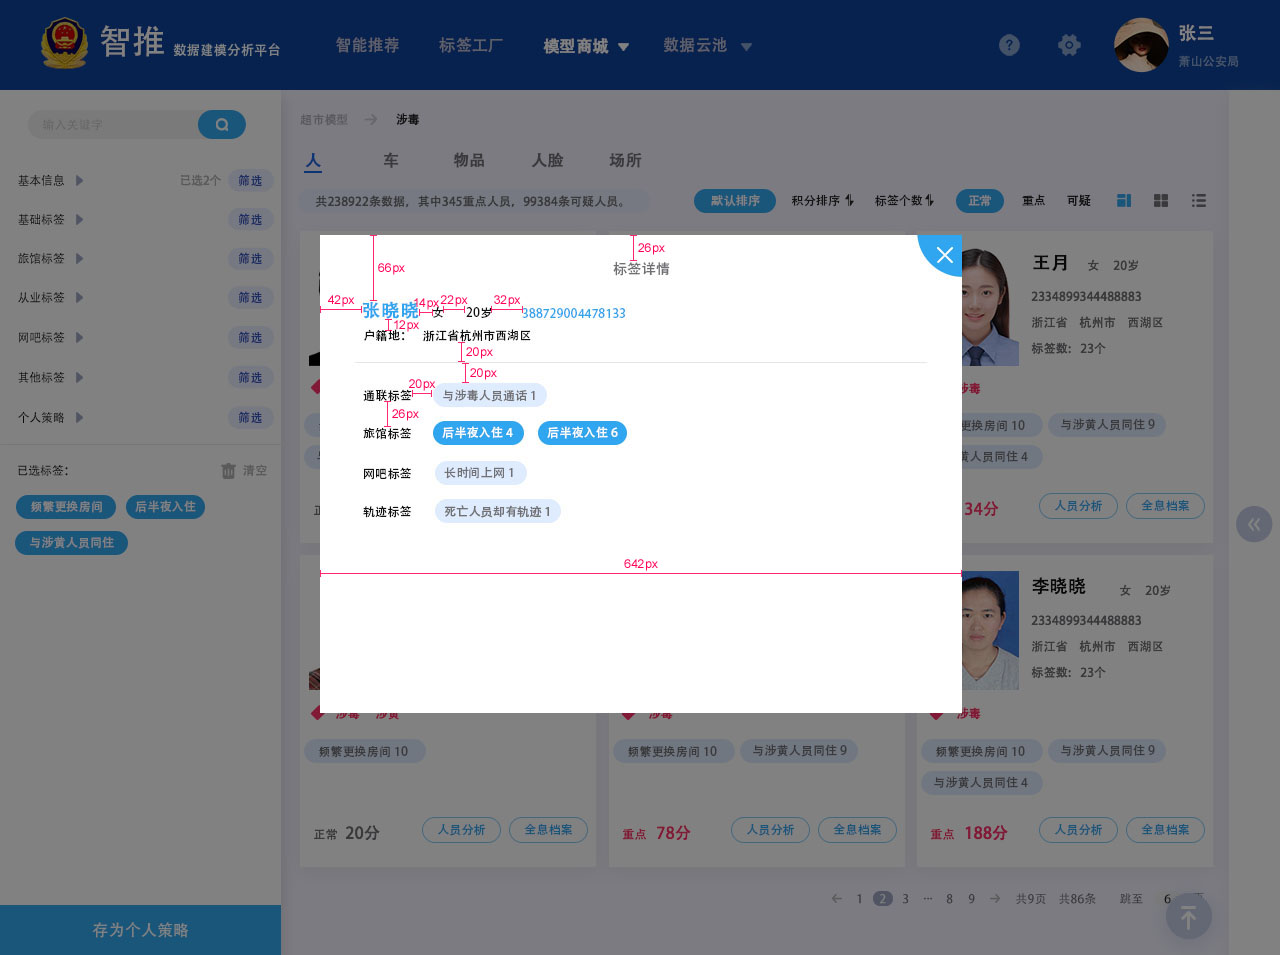 智推 数据建模分析平台 智能推荐 标签工厂 模型商城 数据云池 ? 张三
萧山公安局
输入关键字
超市模型 → 涉毒
人 车 物品 人脸 场所
基本信息 已选2个 筛选
共238922条数据，其中345重点人员，99384条可疑人员。 默认排序 积分排序 标签个数 正常 重点 可疑
基础标签 筛选
旅馆标签 筛选
从业标签 筛选
网吧标签 筛选
其他标签 筛选
个人策略 筛选
已选标签： 清空
频繁更换房间 后半夜入住
与涉黄人员同住
存为个人策略
26px
标签详情
66px
42px 14px 22px 32px
张晓晓 女 20岁 388729004478133
12px
户籍地： 浙江省杭州市西湖区
20px
20px
20px
通联标签 与涉毒人员通话 1
26px
旅馆标签 后半夜入住 4 后半夜入住 6
网吧标签 长时间上网 1
轨迹标签 死亡人员却有轨迹 1
642px
王月 女 20岁
2334899344488883
浙江省 杭州市 西湖区
标签数：23个
涉毒
更换房间 10 与涉黄人员同住 9
人员同住 4
34分 人员分析 全息档案
李晓晓 女 20岁
2334899344488883
浙江省 杭州市 西湖区
标签数：23个
涉毒 涉黄
频繁更换房间 10
正常 20分 人员分析 全息档案
涉毒
频繁更换房间 10 与涉黄人员同住 9
重点 78分 人员分析 全息档案
涉毒
频繁更换房间 10 与涉黄人员同住 9
与涉黄人员同住 4
重点 188分 人员分析 全息档案
← 1 2 3 ··· 8 9 → 共9页 共86条 跳至 6